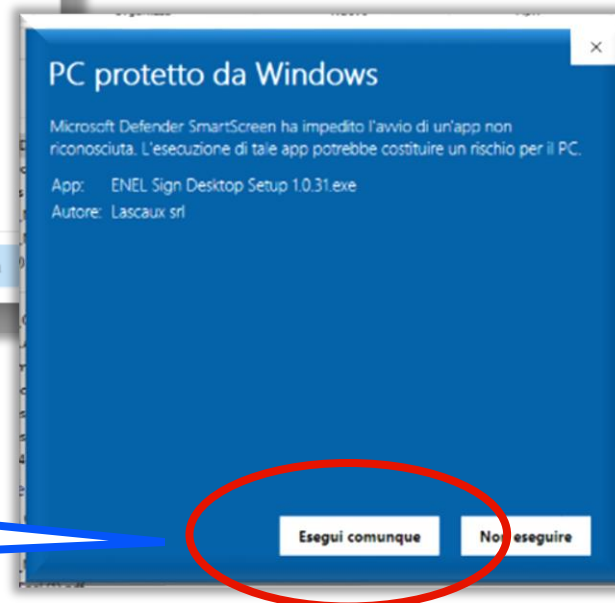 PC protetto da Windows
Microsoft Defender SmartScreen ha impedito l'avvio di un'app non
riconosciuta. L'esecuzione di tale app potrebbe costituire un rischio per il PC.
App: ENEL Sign Desktop Setup 1.0.31.exe
Autore: Lascaux srl
Esegui comunque
Non eseguire